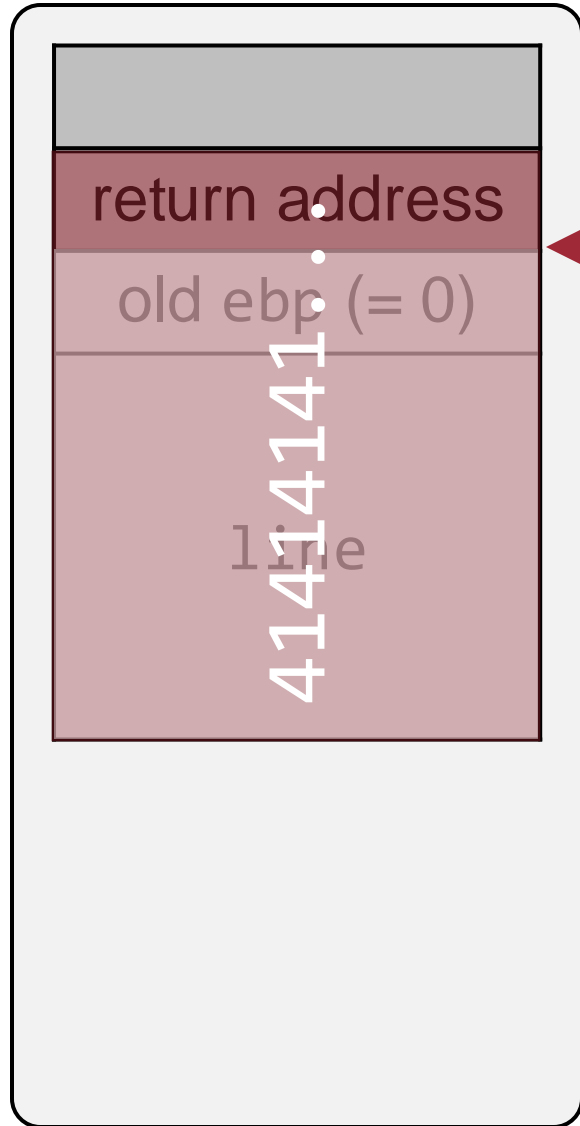 return address
old ebp (= 0)
line
41414141...